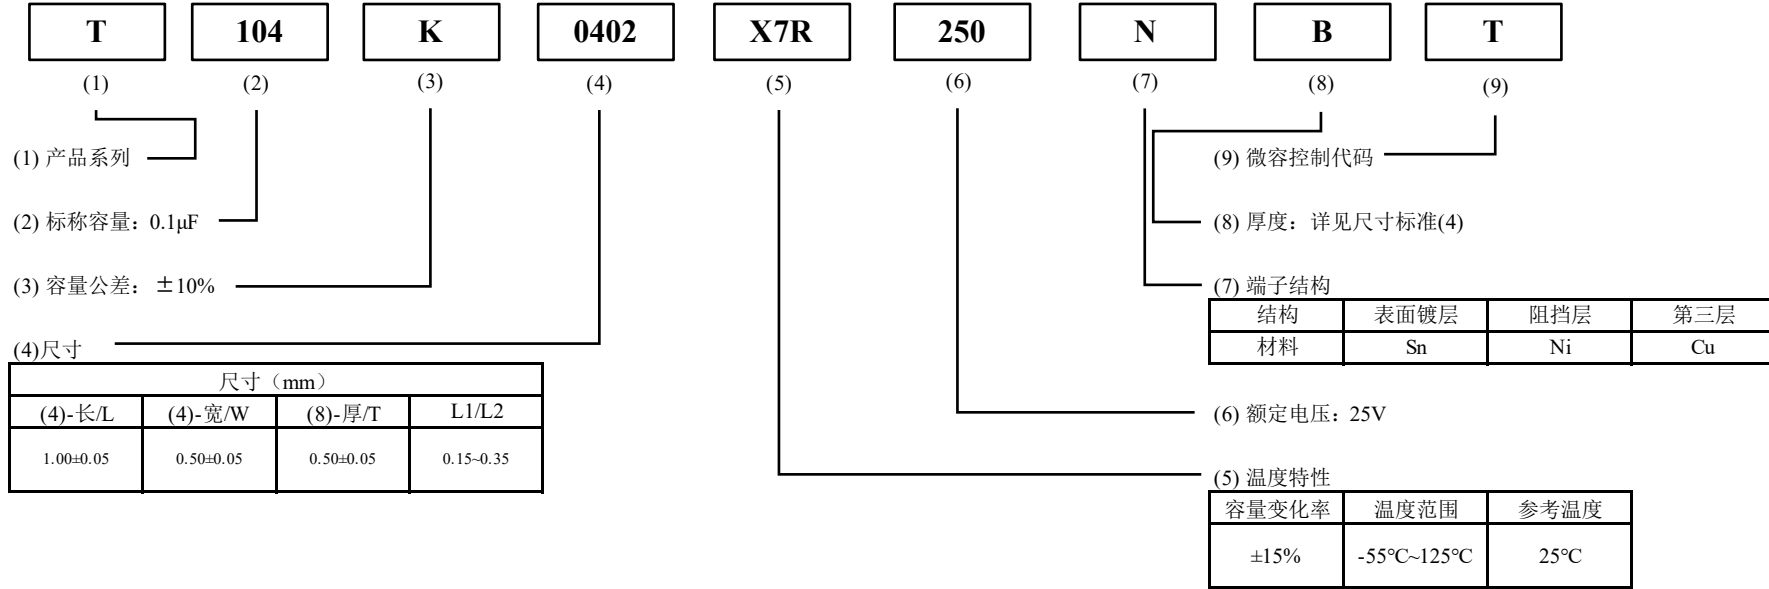 T 104 K 0402 X7R 250 N B T
(1) (2) (3) (4) (5) (6) (7) (8) (9)
(1) 产品系列
(2) 标称容量：0.1μF
(3) 容量公差：±10%
(4)尺寸
尺寸（mm）
(4)-长/L (4)-宽/W (8)-厚/T L1/L2
1.00±0.05 0.50±0.05 0.50±0.05 0.15~0.35
(9) 微容控制代码
(8) 厚度：详见尺寸标准(4)
(7) 端子结构
结构 表面镀层 阻挡层 第三层
材料 Sn Ni Cu
(6) 额定电压：25V
(5) 温度特性
容量变化率 温度范围 参考温度
±15% -55℃~125℃ 25℃